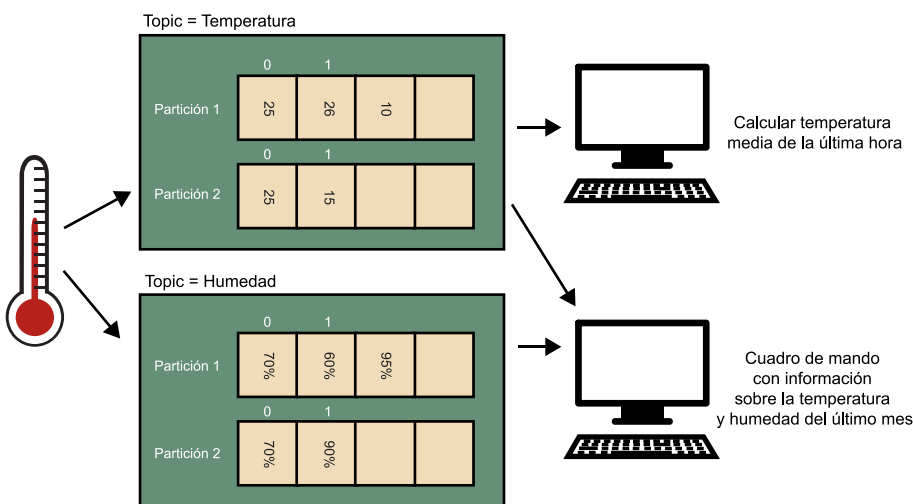 Topic = Temperatura
0 1
Partición 1
25 26 10
0 1
Partición 2
25 15
Calcular temperatura
media de la última hora
Topic = Humedad
0 1
Partición 1
70% 60% 95%
0 1
Partición 2
70% 90%
Cuadro de mando
con información
sobre la temperatura
y humedad del último mes